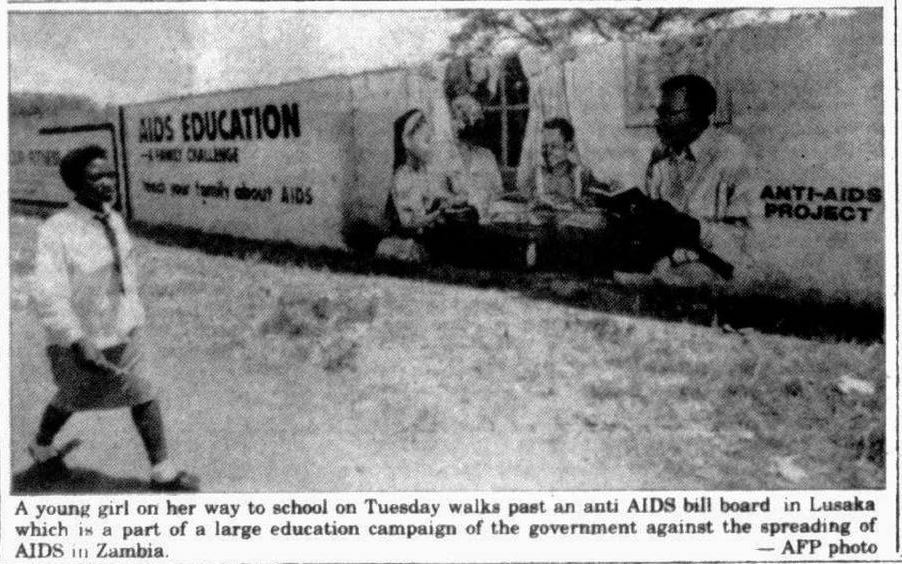 AIDS EDUCATION
-A FAMILY CHALLENGE
teach your family about AIDS
ANTI-AIDS
PROJECT
A young girl on her way to school on Tuesday walks past an anti AIDS bill board in Lusaka
which is a part of a large education campaign of the government against the spreading of
AIDS in Zambia.
— AFP photo